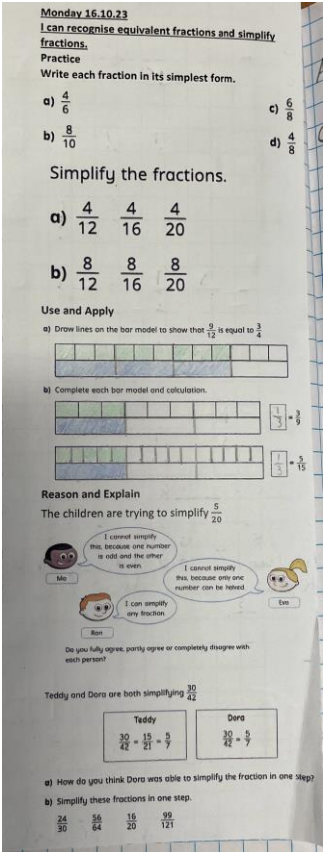 Monday 16.10.23
I can recognise equivalent fractions and simplify
fractions.
Practice
Write each fraction in its simplest form.
a) 4/6
c) 6/8
b) 8/10
d) 4/8
Simplify the fractions.
a) 4/12 4/16 4/20
b) 8/12 8/16 8/20
Use and Apply
a) Draw lines on the bar model to show that 9/12 is equal to 3/4
b) Complete each bar model and calculation.
1/3 = 3/9
1/3 = 5/15
Reason and Explain
The children are trying to simplify 5/20
I cannot simplify
this, because one number
is odd and the other
is even.
Mo
I cannot simplify
this, because only one
number can be halved.
Eva
I can simplify
any fraction.
Ron
Do you fully agree, partly agree or completely disagree with
each person?
Teddy and Dora are both simplifying 30/42
Teddy
30/42 = 15/21 = 5/7
Dora
30/42 = 5/7
a) How do you think Dora was able to simplify the fraction in one step?
b) Simplify these fractions in one step.
24/30 56/64 16/20 99/121